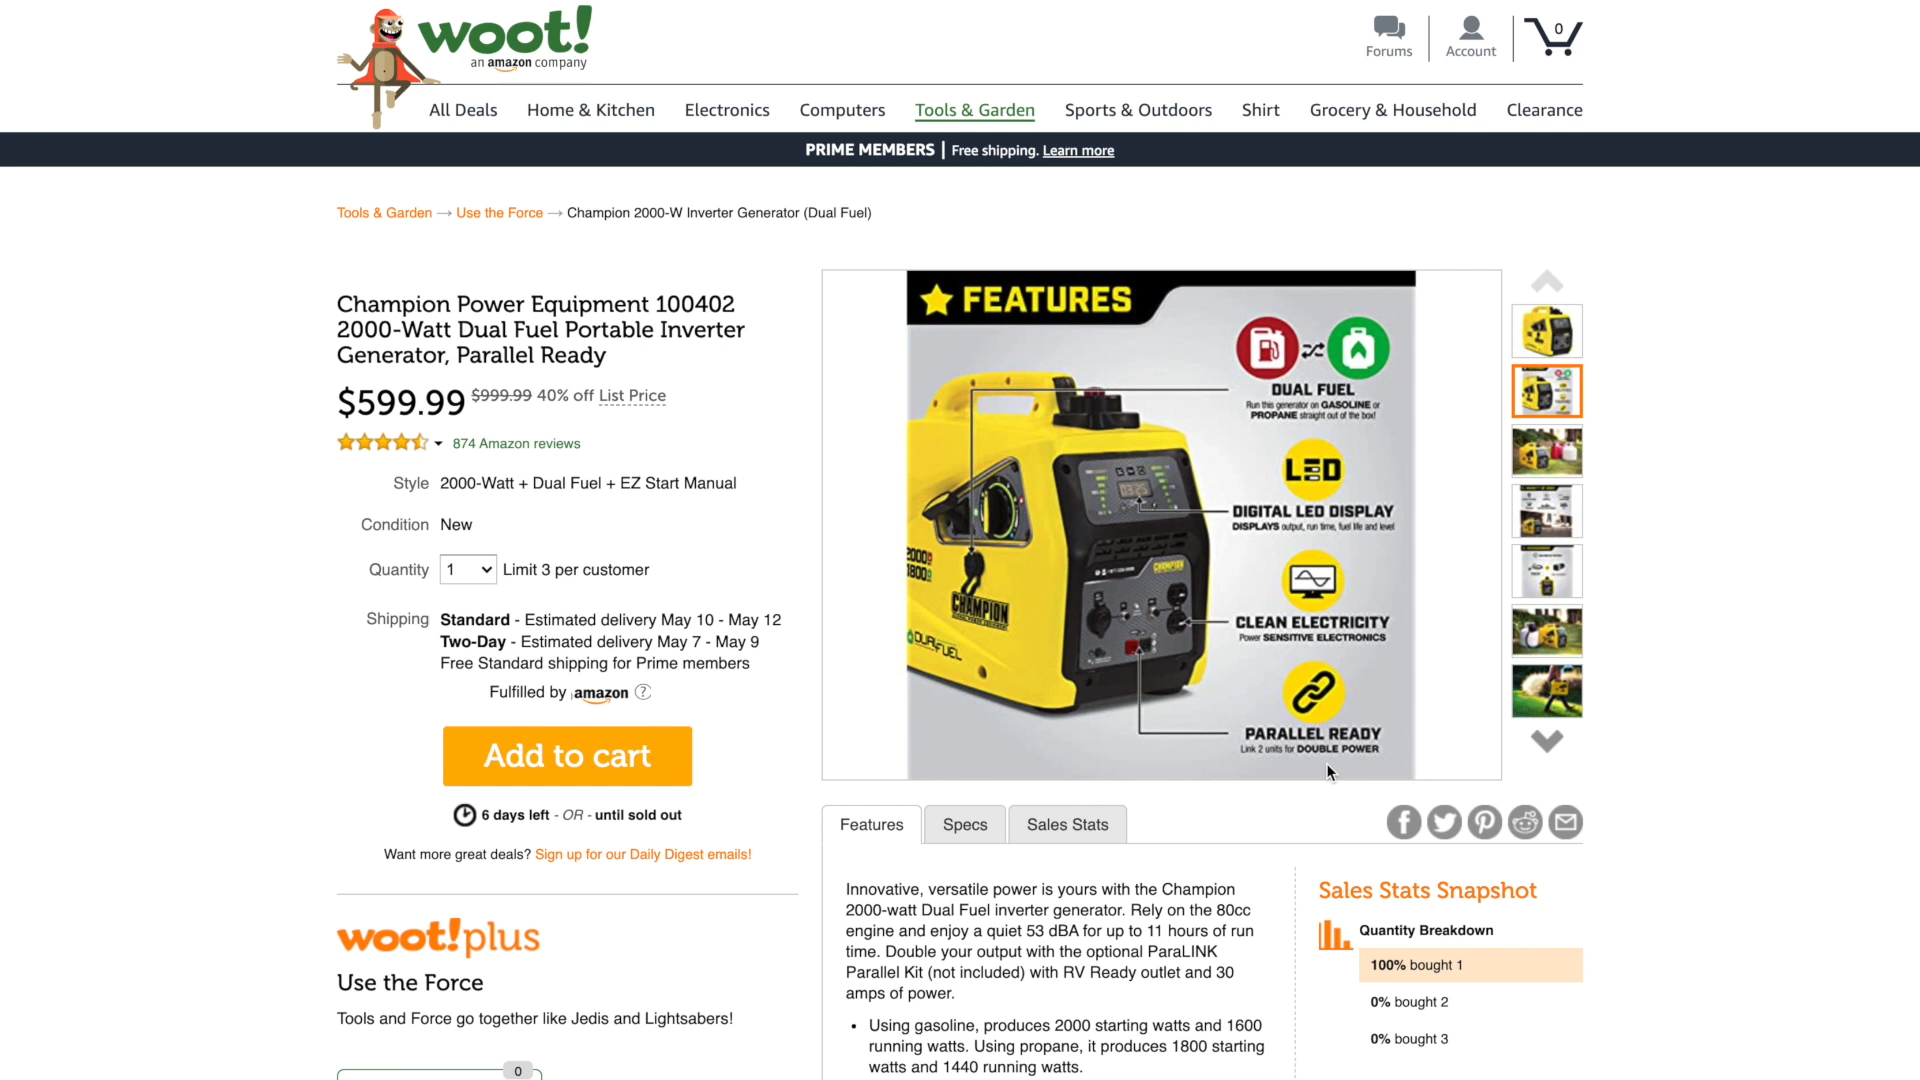 woot!
an amazon company
Forums
Account
0
All Deals
Home & Kitchen
Electronics
Computers
Tools & Garden
Sports & Outdoors
Shirt
Grocery & Household
Clearance
PRIME MEMBERS | Free shipping. Learn more
Tools & Garden → Use the Force → Champion 2000-W Inverter Generator (Dual Fuel)
Champion Power Equipment 100402
2000-Watt Dual Fuel Portable Inverter
Generator, Parallel Ready
$599.99 $999.99 40% off List Price
874 Amazon reviews
Style 2000-Watt + Dual Fuel + EZ Start Manual
Condition New
Quantity 1 Limit 3 per customer
Shipping Standard - Estimated delivery May 10 - May 12
Two-Day - Estimated delivery May 7 - May 9
Free Standard shipping for Prime members
Fulfilled by amazon ?
Add to cart
6 days left - OR - until sold out
Want more great deals? Sign up for our Daily Digest emails!
woot!plus
Use the Force
Tools and Force go together like Jedis and Lightsabers!
0
FEATURES
DUAL FUEL
Run this generator on GASOLINE or
PROPANE straight out of the box!
LED
DIGITAL LED DISPLAY
DISPLAYS output, run time, fuel life and level
CLEAN ELECTRICITY
Power SENSITIVE ELECTRONICS
PARALLEL READY
Link 2 units for DOUBLE POWER
2000
1800
CHAMPION
DUAL FUEL
CHAMPION
Features
Specs
Sales Stats
Innovative, versatile power is yours with the Champion
2000-watt Dual Fuel inverter generator. Rely on the 80cc
engine and enjoy a quiet 53 dBA for up to 11 hours of run
time. Double your output with the optional ParaLINK
Parallel Kit (not included) with RV Ready outlet and 30
amps of power.
• Using gasoline, produces 2000 starting watts and 1600
running watts. Using propane, it produces 1800 starting
watts and 1440 running watts.
Sales Stats Snapshot
Quantity Breakdown
100% bought 1
0% bought 2
0% bought 3